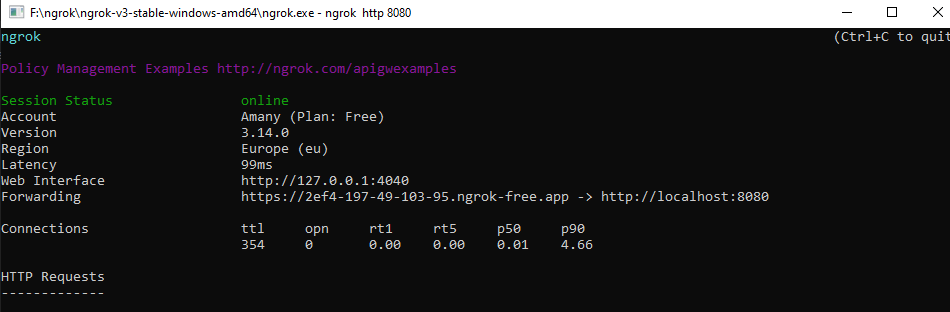 F:\ngrok\ngrok-v3-stable-windows-amd64\ngrok.exe - ngrok http 8080
ngrok (Ctrl+C to quit
Policy Management Examples http://ngrok.com/apigwexamples
Session Status online
Account Amany (Plan: Free)
Version 3.14.0
Region Europe (eu)
Latency 99ms
Web Interface http://127.0.0.1:4040
Forwarding https://2ef4-197-49-103-95.ngrok-free.app -> http://localhost:8080
Connections ttl opn rt1 rt5 p50 p90
354 0 0.00 0.00 0.01 4.66
HTTP Requests
-------------